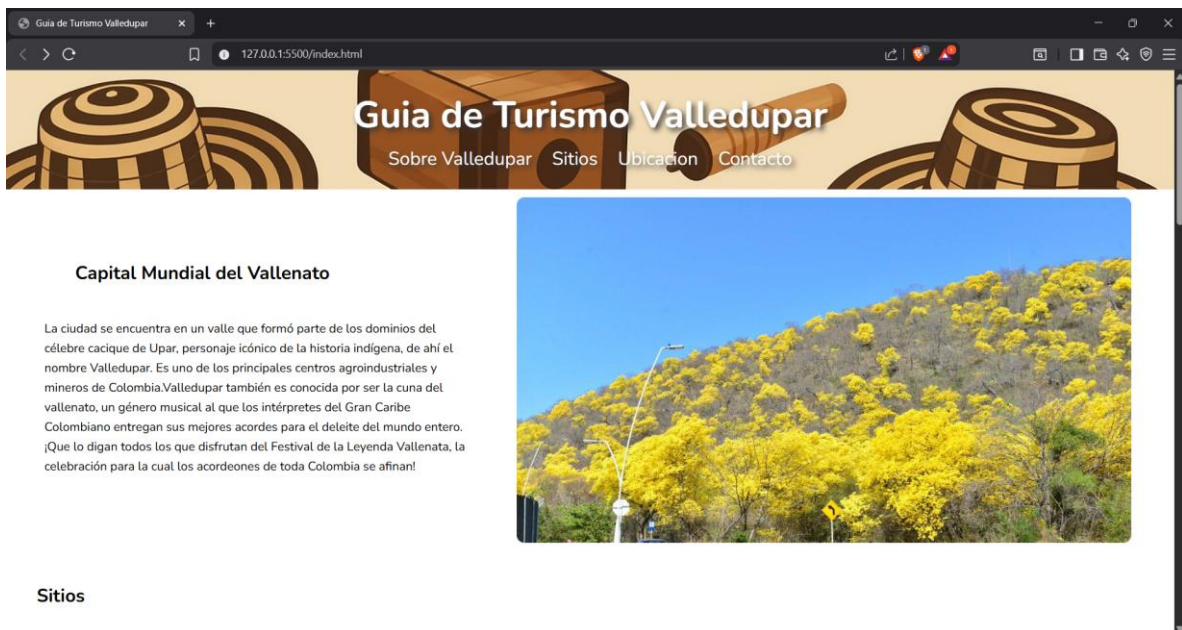 Guia de Turismo Valledupar
127.0.0.1:5500/index.html
Guia de Turismo Valledupar
Sobre Valledupar Sitios Ubicacion Contacto
Capital Mundial del Vallenato
La ciudad se encuentra en un valle que formó parte de los dominios del
célebre cacique de Upar, personaje icónico de la historia indígena, de ahí el
nombre Valledupar. Es uno de los principales centros agroindustriales y
mineros de Colombia.Valledupar también es conocida por ser la cuna del
vallenato, un género musical al que los intérpretes del Gran Caribe
Colombiano entregan sus mejores acordes para el deleite del mundo entero.
¡Que lo digan todos los que disfrutan del Festival de la Leyenda Vallenata, la
celebración para la cual los acordeones de toda Colombia se afinan!
Sitios